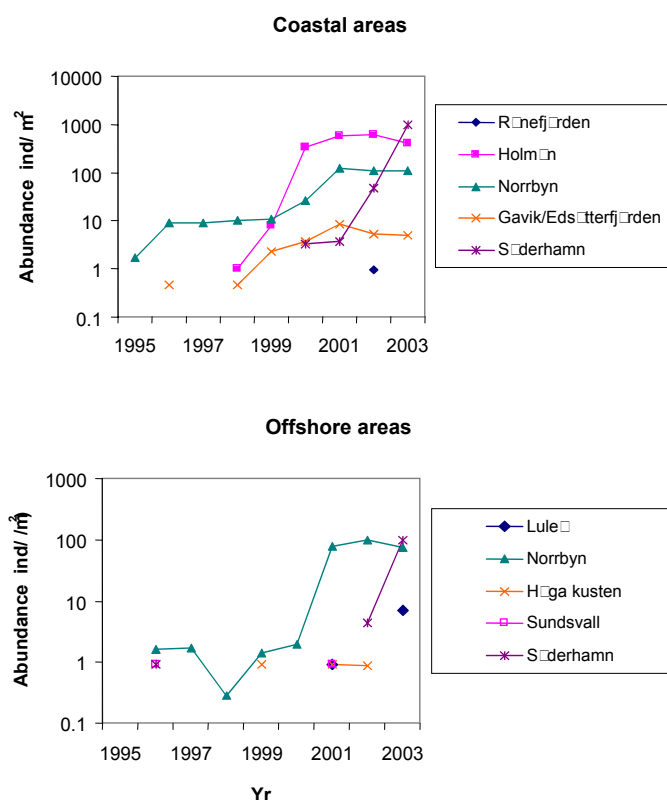 Coastal areas
Abundance ind/ m²
10000
1000
100
10
1
0.1
1995 1997 1999 2001 2003
R□nefj□rden
Holm□n
Norrbyn
Gavik/Eds□tterfj□rden
S□derhamn
Offshore areas
Abundance ind/ /m²)
1000
100
10
1
0.1
1995 1997 1999 2001 2003
Yr
Lule□
Norrbyn
H□ga kusten
Sundsvall
S□derhamn